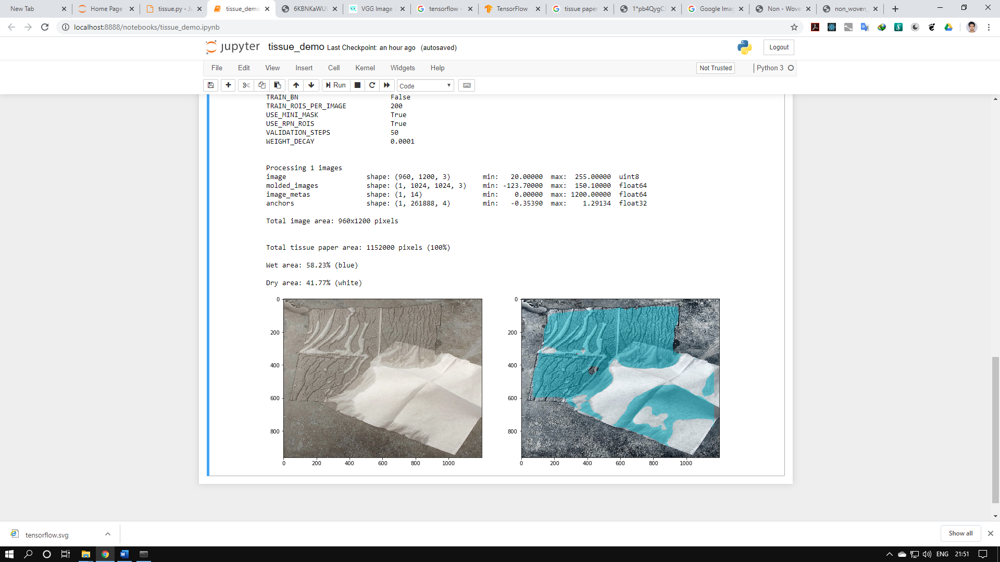 New Tab
Home Page
tissue.py - Ju
tissue_demo
6KBNKaWUU
VGG Image
tensorflow -
TensorFlow
tissue paper
1*pb4QygCJ
Google Imag
Non - Wove
non_woven_
localhost:8888/notebooks/tissue_demo.ipynb
jupyter tissue_demo Last Checkpoint: an hour ago (autosaved)
Logout
File Edit View Insert Cell Kernel Widgets Help
Not Trusted Python 3
Run Code
TRAIN_BN False
TRAIN_ROIS_PER_IMAGE 200
USE_MINI_MASK True
USE_RPN_ROIS True
VALIDATION_STEPS 50
WEIGHT_DECAY 0.0001
Processing 1 images
image shape: (960, 1200, 3) min: 20.00000 max: 255.00000 uint8
molded_images shape: (1, 1024, 1024, 3) min: -123.70000 max: 150.10000 float64
image_metas shape: (1, 14) min: 0.00000 max: 1200.00000 float64
anchors shape: (1, 261888, 4) min: -0.35390 max: 1.29134 float32
Total image area: 960x1200 pixels
Total tissue paper area: 1152000 pixels (100%)
Wet area: 58.23% (blue)
Dry area: 41.77% (white)
0
200
400
600
800
0 200 400 600 800 1000
0
200
400
600
800
0 200 400 600 800 1000
tensorflow.svg
Show all
ENG 21:51